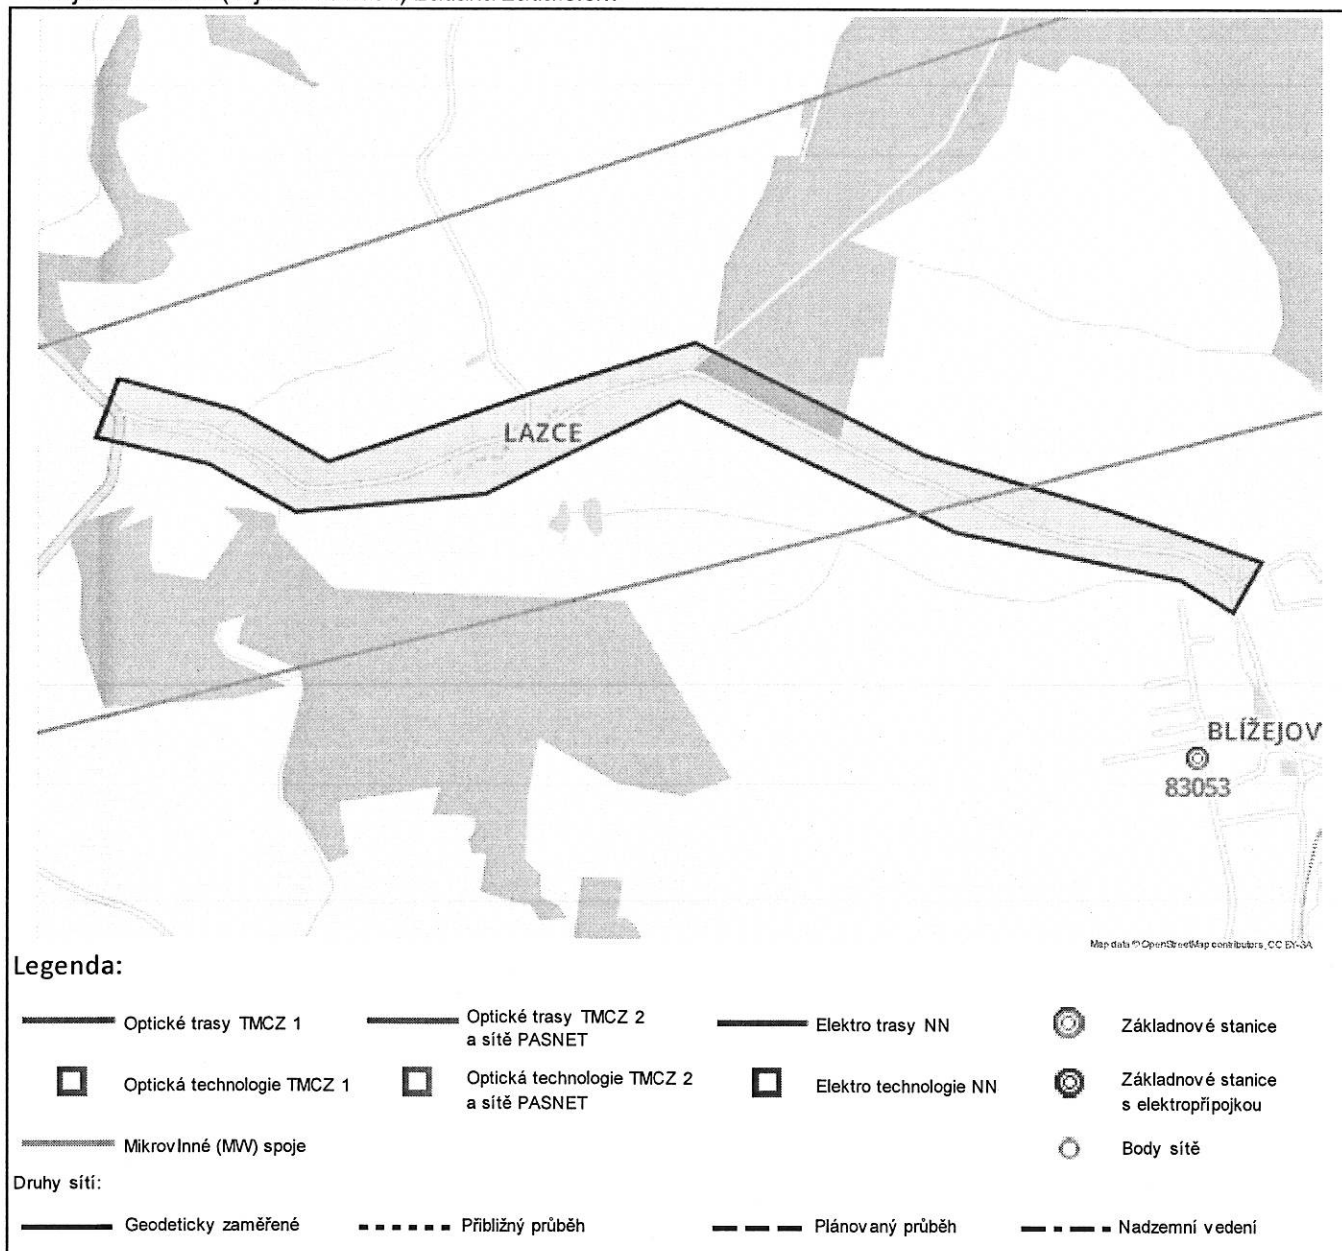 LAZCE
BLÍŽEJOV
83053
Map data © OpenStreetMap contributors, CC BY-SA
Legenda:
Optické trasy TMCZ 1
Optické trasy TMCZ 2
a sítě PASNET
Elektro trasy NN
Základnové stanice
Optická technologie TMCZ 1
Optická technologie TMCZ 2
a sítě PASNET
Elektro technologie NN
Základnové stanice
s elektropřípojkou
Mikrovlnné (MW) spoje
Body sítě
Druhy sítí:
Geodeticky zaměřené
Přibližný průběh
Plánovaný průběh
Nadzemní vedení